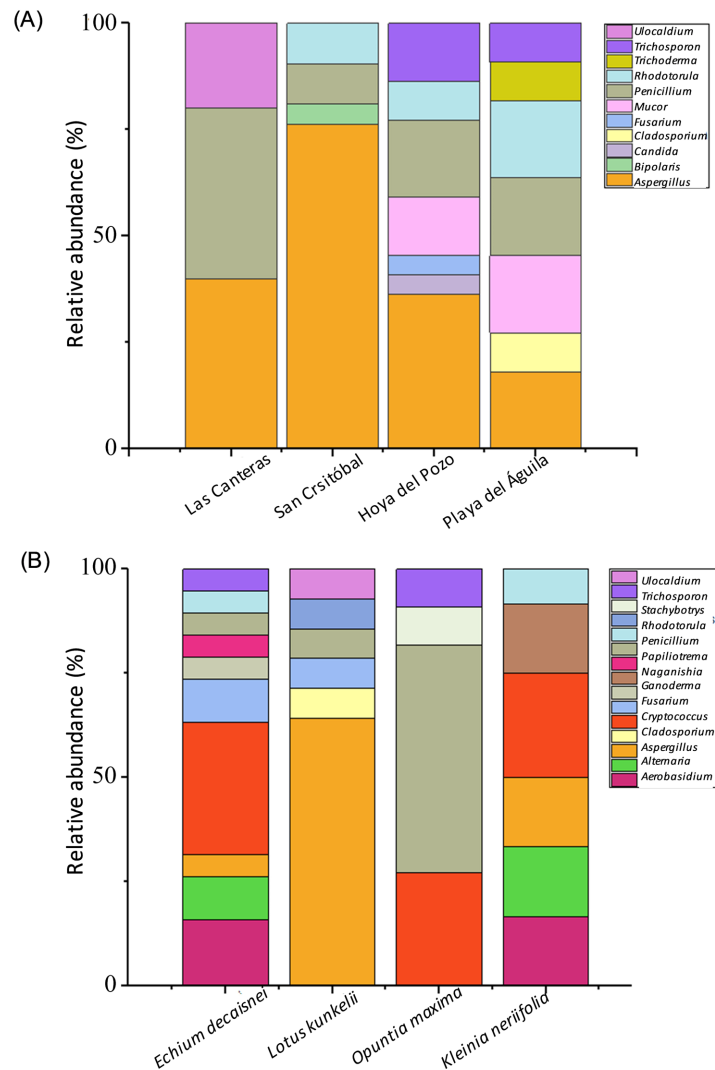 (A)
100
50
0
Relative abundance (%)
Ulocaldium
Trichosporon
Trichoderma
Rhodotorula
Penicillium
Mucor
Fusarium
Cladosporium
Candida
Bipolaris
Aspergillus
Las Canteras
San Crsitóbal
Hoya del Pozo
Playa del Águila
(B)
100
50
0
Relative abundance (%)
Ulocaldium
Trichosporon
Stachybotrys
Rhodotorula
Penicillium
Papiliotrema
Naganishia
Ganoderma
Fusarium
Cryptococcus
Cladosporium
Aspergillus
Alternaria
Aerobasidium
Echium decaisnei
Lotus kunkelii
Opuntia maxima
Kleinia neriifolia